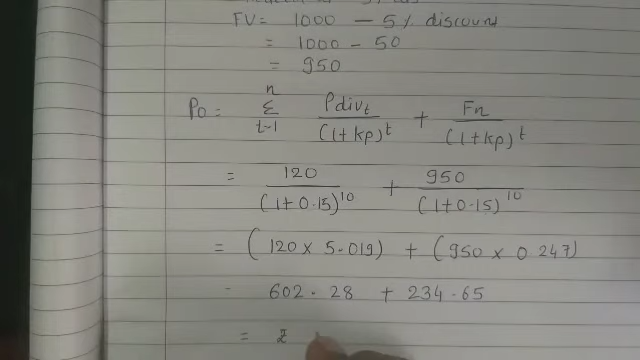 FV = 1000 - 5% discount
= 1000 - 50
= 950
P0 = n Σ t-1 Pdivt / (1+kp)^t + Fn / (1+kp)^t
= 120 / (1+0.15)^10 + 950 / (1+0.15)^10
= (120 x 5.019) + (950 x 0.247)
- 602.28 + 234.65
=